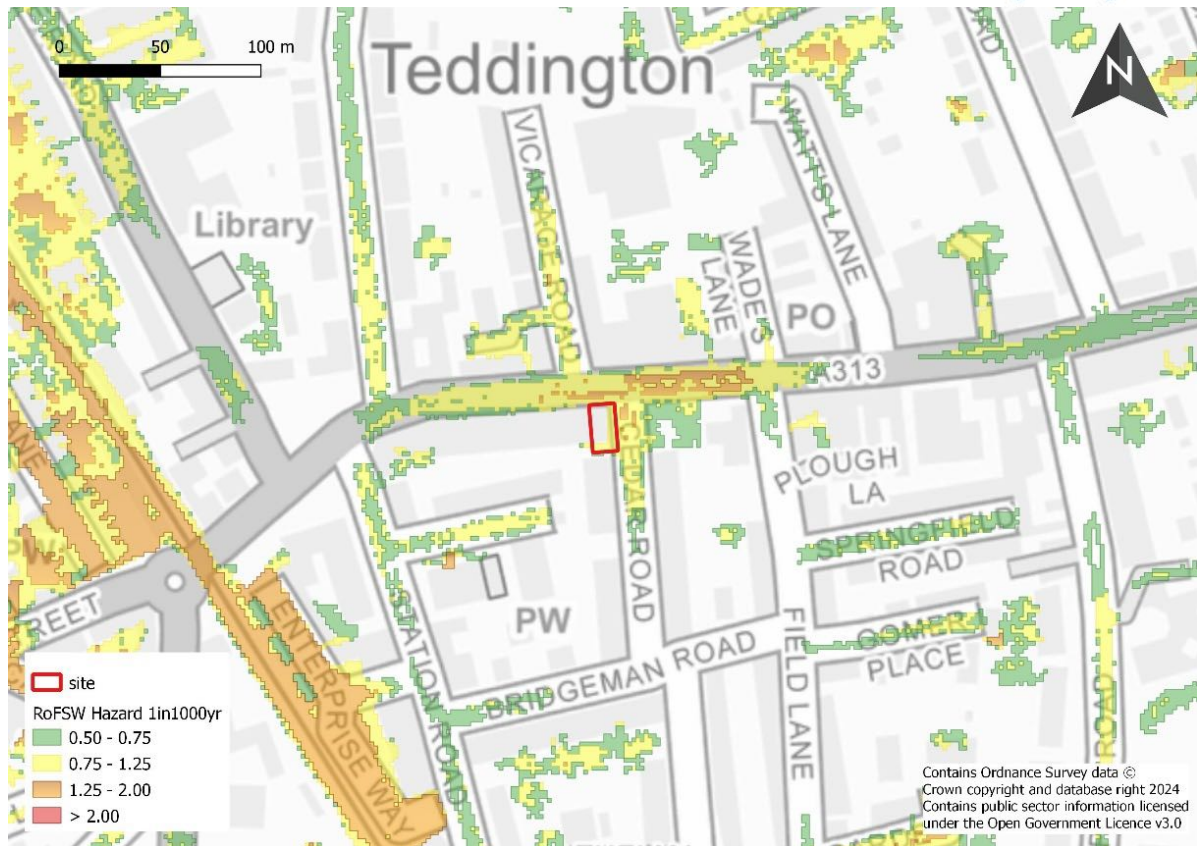 0 50 100 m
Teddington
N
ROAD
VICARAGE ROAD
WATTS LANE
Library
WADE'S
LANE
PO
A313
CEDAR ROAD
PLOUGH
LA
SPRINGFIELD
ROAD
PW
PW
LANE
STREET
ENTERPRISE WAY
STATION ROAD
BRIDGEMAN ROAD
FIELD LANE
GOMER
PLACE
ROAD
site
RoFSW Hazard 1in1000yr
0.50 - 0.75
0.75 - 1.25
1.25 - 2.00
> 2.00
Contains Ordnance Survey data ©
Crown copyright and database right 2024
Contains public sector information licensed
under the Open Government Licence v3.0